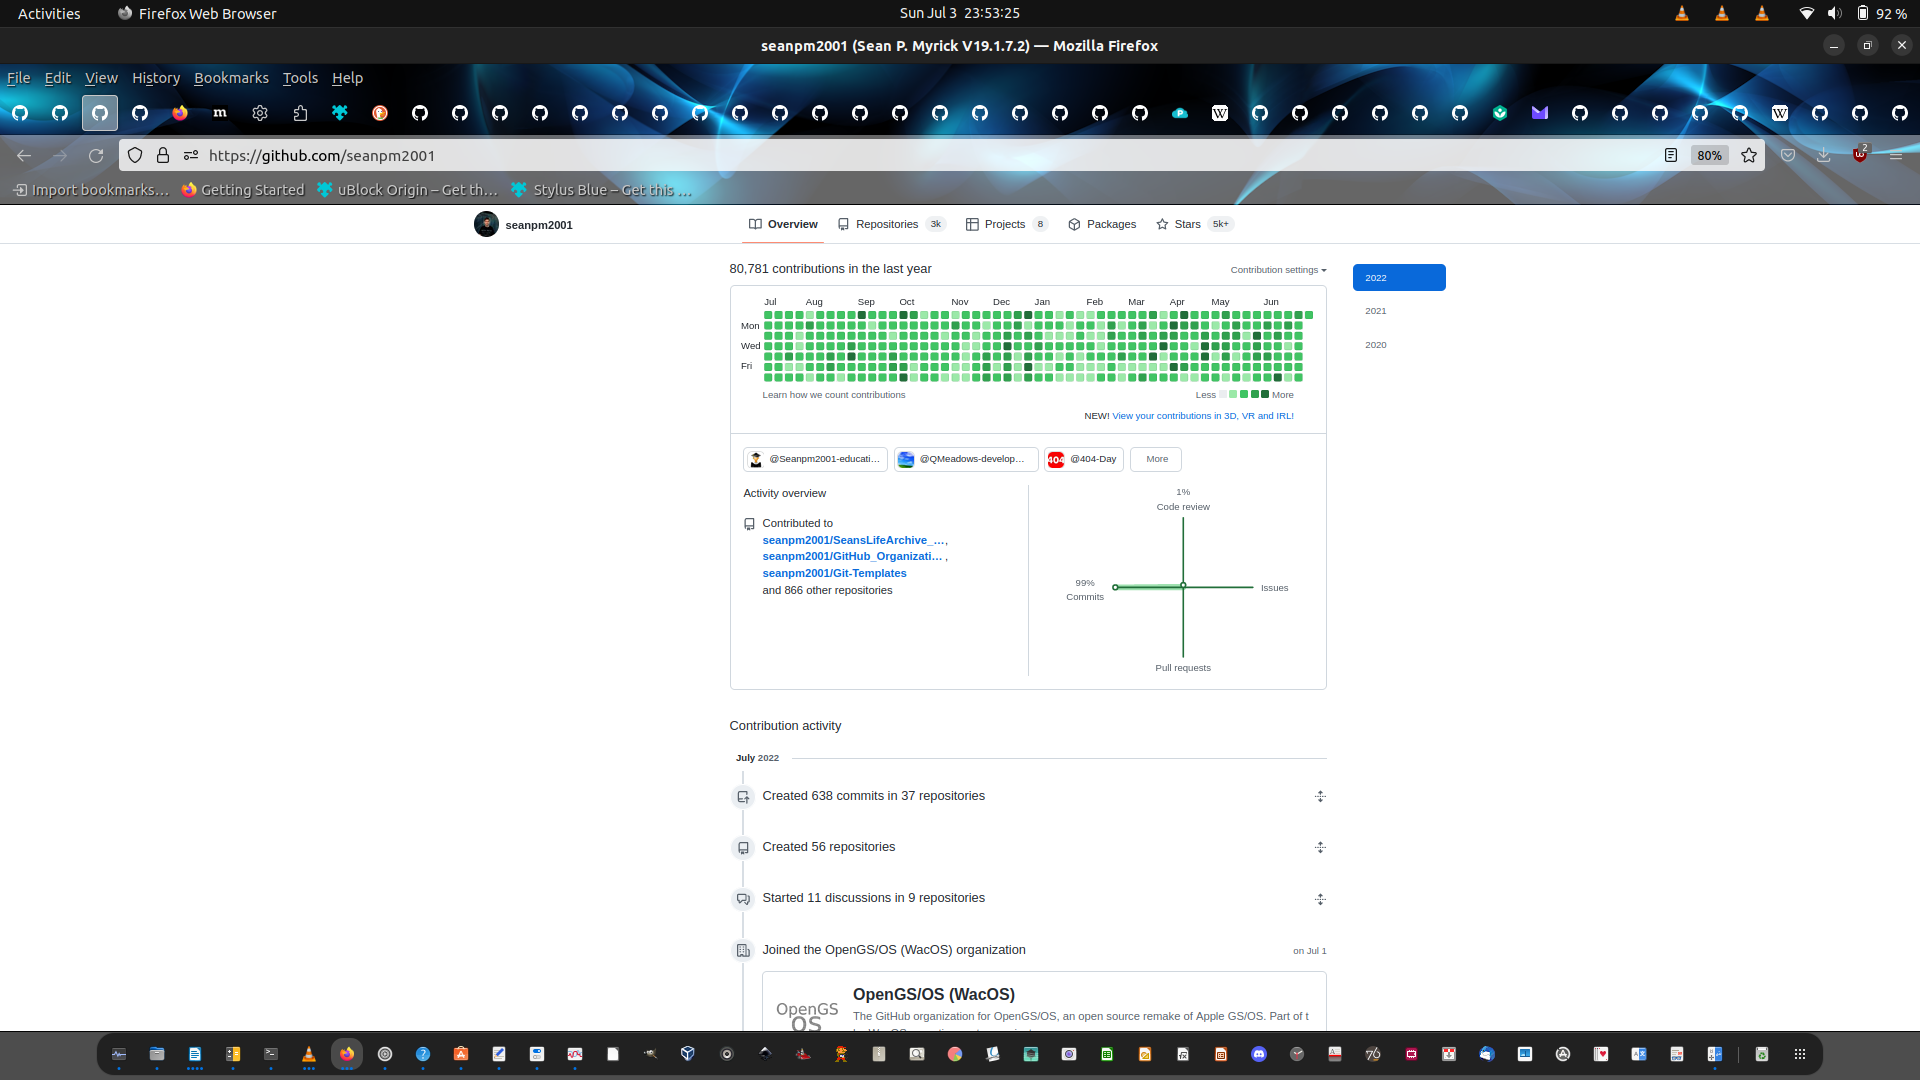 Activities
Firefox Web Browser
Sun Jul 3 23:53:25
92 %
seanpm2001 (Sean P. Myrick V19.1.7.2) — Mozilla Firefox
File Edit View History Bookmarks Tools Help
https://github.com/seanpm2001
80%
2
Import bookmarks…
Getting Started
uBlock Origin – Get th…
Stylus Blue – Get this …
seanpm2001
Overview
Repositories 3k
Projects 8
Packages
Stars 5k+
80,781 contributions in the last year
Contribution settings
2022
2021
2020
Jul Aug Sep Oct Nov Dec Jan Feb Mar Apr May Jun
Mon
Wed
Fri
Learn how we count contributions
Less More
NEW! View your contributions in 3D, VR and IRL!
@Seanpm2001-educati…
@QMeadows-develop…
404 @404-Day
More
Activity overview
Contributed to
seanpm2001/SeansLifeArchive_…,
seanpm2001/GitHub_Organizati… ,
seanpm2001/Git-Templates
and 866 other repositories
1%
Code review
99%
Commits
Issues
Pull requests
Contribution activity
July 2022
Created 638 commits in 37 repositories
Created 56 repositories
Started 11 discussions in 9 repositories
Joined the OpenGS/OS (WacOS) organization
on Jul 1
OpenGS
OS
OpenGS/OS (WacOS)
The GitHub organization for OpenGS/OS, an open source remake of Apple GS/OS. Part of t